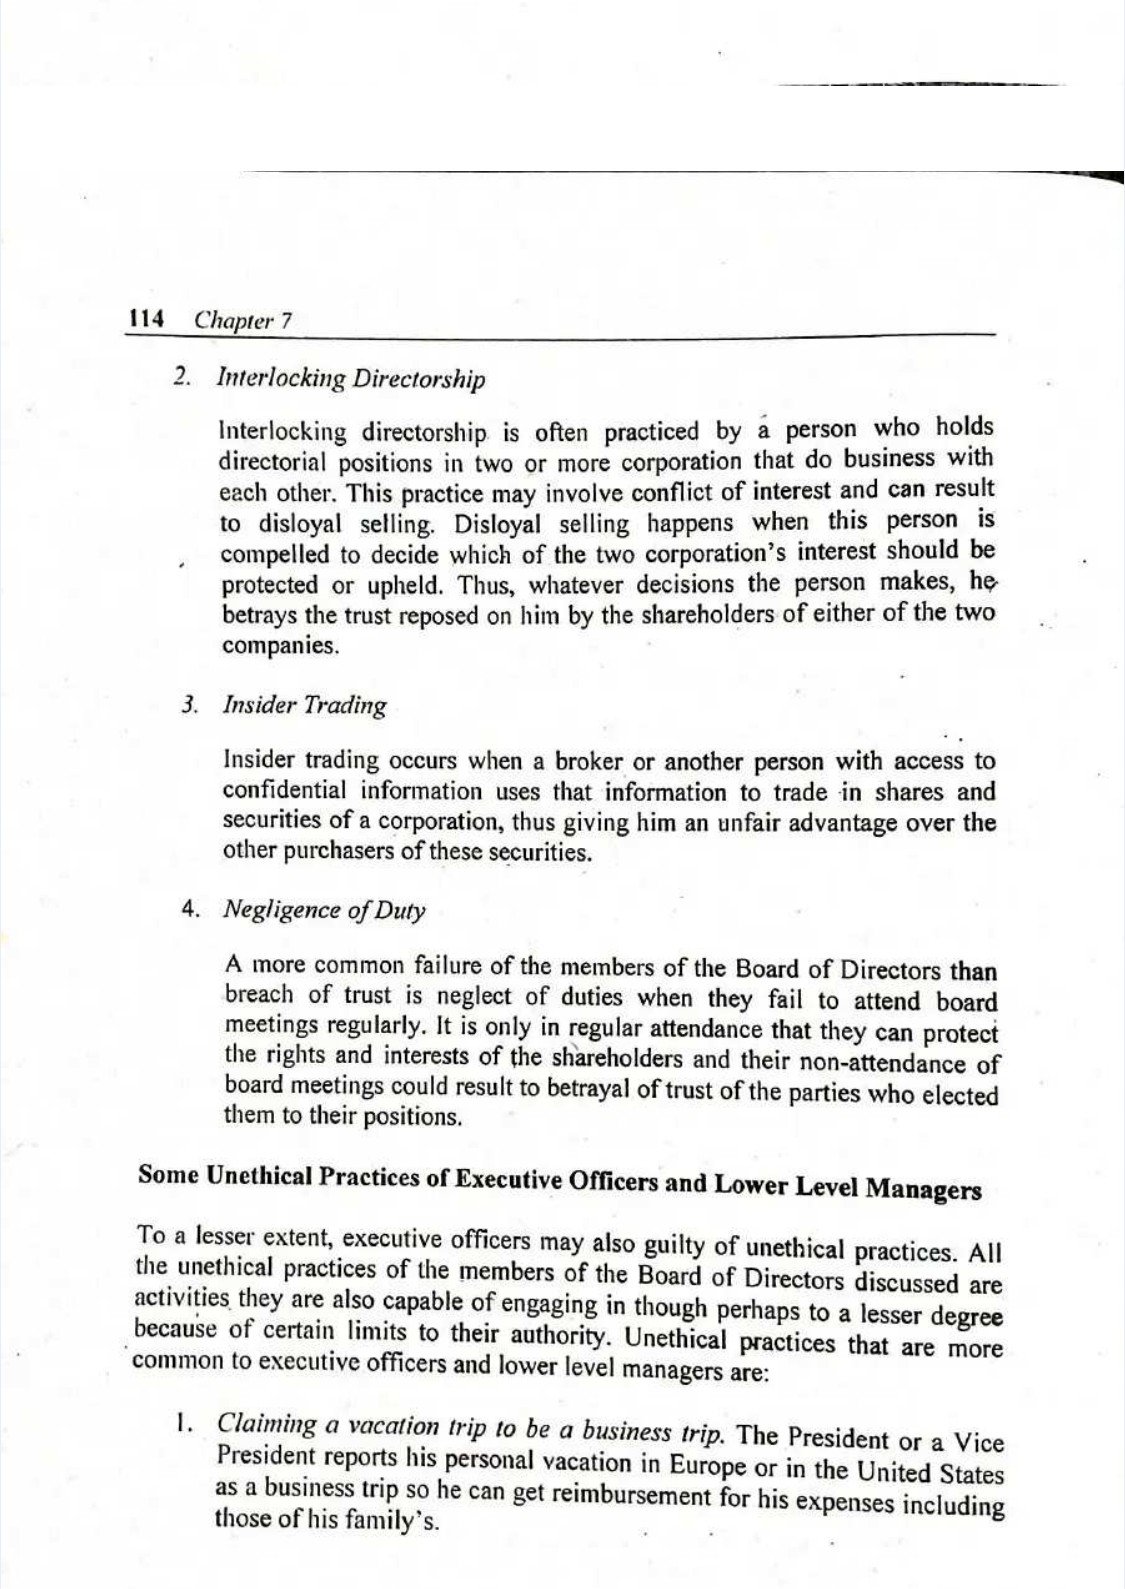 114 Chapter 7
2. Interlocking Directorship
Interlocking directorship is often practiced by a person who holds
directorial positions in two or more corporation that do business with
each other. This practice may involve conflict of interest and can result
to disloyal selling. Disloyal selling happens when this person is
compelled to decide which of the two corporation's interest should be
protected or upheld. Thus, whatever decisions the person makes, he
betrays the trust reposed on him by the shareholders of either of the two
companies.
3. Insider Trading
Insider trading occurs when a broker or another person with access to
confidential information uses that information to trade in shares and
securities of a corporation, thus giving him an unfair advantage over the
other purchasers of these securities.
4. Negligence of Duty
A more common failure of the members of the Board of Directors than
breach of trust is neglect of duties when they fail to attend board
meetings regularly. It is only in regular attendance that they can protect
the rights and interests of the shareholders and their non-attendance of
board meetings could result to betrayal of trust of the parties who elected
them to their positions.
Some Unethical Practices of Executive Officers and Lower Level Managers
To a lesser extent, executive officers may also guilty of unethical practices. All
the unethical practices of the members of the Board of Directors discussed are
activities they are also capable of engaging in though perhaps to a lesser degree
because of certain limits to their authority. Unethical practices that are more
common to executive officers and lower level managers are:
1. Claiming a vacation trip to be a business trip. The President or a Vice
President reports his personal vacation in Europe or in the United States
as a business trip so he can get reimbursement for his expenses including
those of his family's.